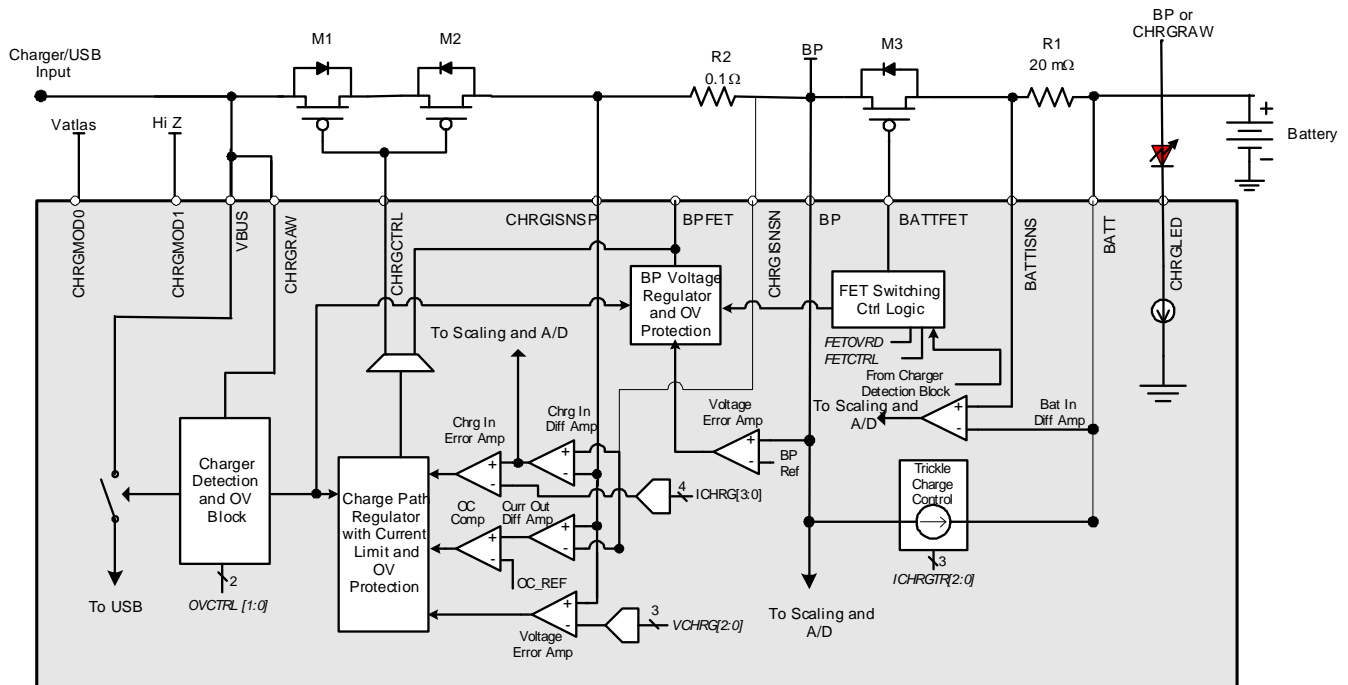 BP or
CHRGRAW
Charger/USB
Input
M1
M2
R2
0.1Ω
BP
M3
R1
20 mΩ
Vatlas
Hi Z
+
Battery
−
CHRGMOD0
CHRGMOD1
VBUS
CHRGRAW
CHRGCTRL
CHRGISNSP
BPFET
CHRGISNSN
BP
BATTFET
BATTISNS
BATT
CHRGLED
BP Voltage
Regulator
and OV
Protection
FET Switching
Ctrl Logic
FETOVRD
FETCTRL
From Charger
Detection Block
To Scaling and A/D
To Scaling and
A/D
+
-
Bat In
Diff Amp
Voltage
Error Amp
+
-
BP
Ref
Chrg In
Error Amp
Chrg In
Diff Amp
+
-
+
-
4
ICHRG[3:0]
Charger
Detection
and OV
Block
Charge Path
Regulator
with Current
Limit and
OV
Protection
OC
Comp
Curr Out
Diff Amp
+
-
+
-
OC_REF
Trickle
Charge
Control
3
ICHRGTR[2:0]
2
OVCTRL [1:0]
To USB
+
-
3
VCHRG[2:0]
Voltage
Error Amp
To Scaling and
A/D